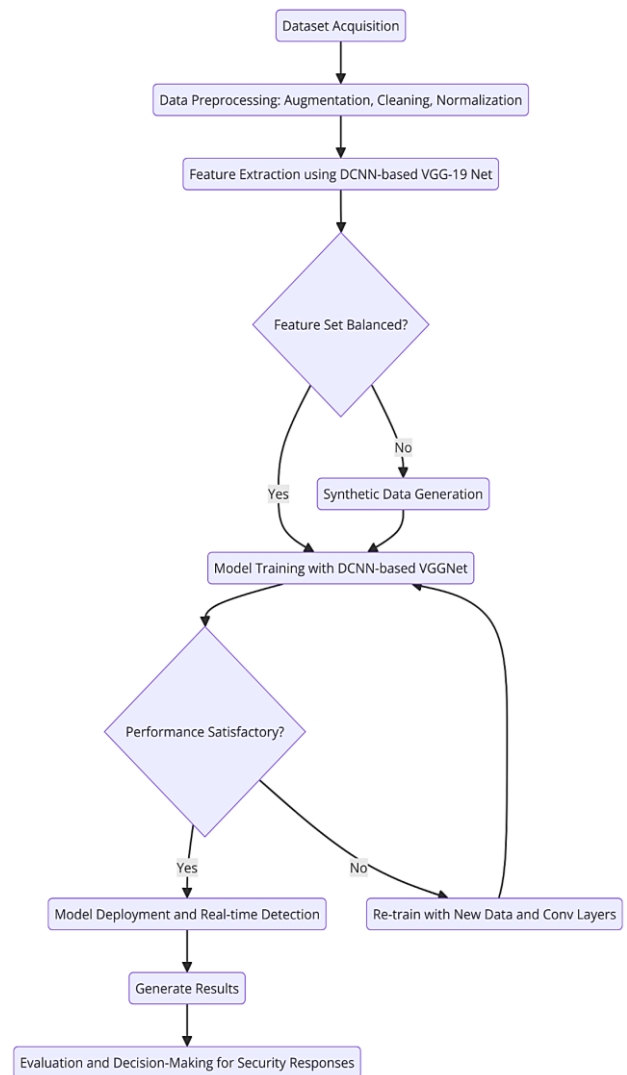 Dataset Acquisition
Data Preprocessing: Augmentation, Cleaning, Normalization
Feature Extraction using DCNN-based VGG-19 Net
Feature Set Balanced?
No
Yes
Synthetic Data Generation
Model Training with DCNN-based VGGNet
Performance Satisfactory?
Yes
No
Model Deployment and Real-time Detection
Re-train with New Data and Conv Layers
Generate Results
Evaluation and Decision-Making for Security Responses